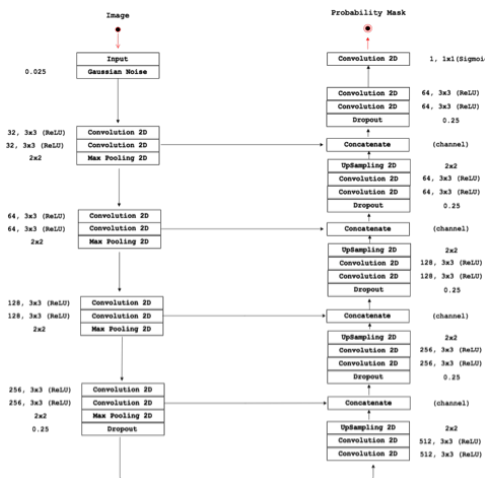 Image
Input
0.025 Gaussian Noise
32, 3x3 (ReLU) Convolution 2D
32, 3x3 (ReLU) Convolution 2D
2x2 Max Pooling 2D
64, 3x3 (ReLU) Convolution 2D
64, 3x3 (ReLU) Convolution 2D
2x2 Max Pooling 2D
128, 3x3 (ReLU) Convolution 2D
128, 3x3 (ReLU) Convolution 2D
2x2 Max Pooling 2D
256, 3x3 (ReLU) Convolution 2D
256, 3x3 (ReLU) Convolution 2D
2x2 Max Pooling 2D
0.25 Dropout
Probability Mask
Convolution 2D 1, 1x1(Sigmoi
Convolution 2D 64, 3x3 (ReLU)
Convolution 2D 64, 3x3 (ReLU)
Dropout 0.25
Concatenate (channel)
UpSampling 2D 2x2
Convolution 2D 64, 3x3 (ReLU)
Convolution 2D 64, 3x3 (ReLU)
Dropout 0.25
Concatenate (channel)
UpSampling 2D 2x2
Convolution 2D 128, 3x3 (ReLU)
Convolution 2D 128, 3x3 (ReLU)
Dropout 0.25
Concatenate (channel)
UpSampling 2D 2x2
Convolution 2D 256, 3x3 (ReLU)
Convolution 2D 256, 3x3 (ReLU)
Dropout 0.25
Concatenate (channel)
UpSampling 2D 2x2
Convolution 2D 512, 3x3 (ReLU)
Convolution 2D 512, 3x3 (ReLU)